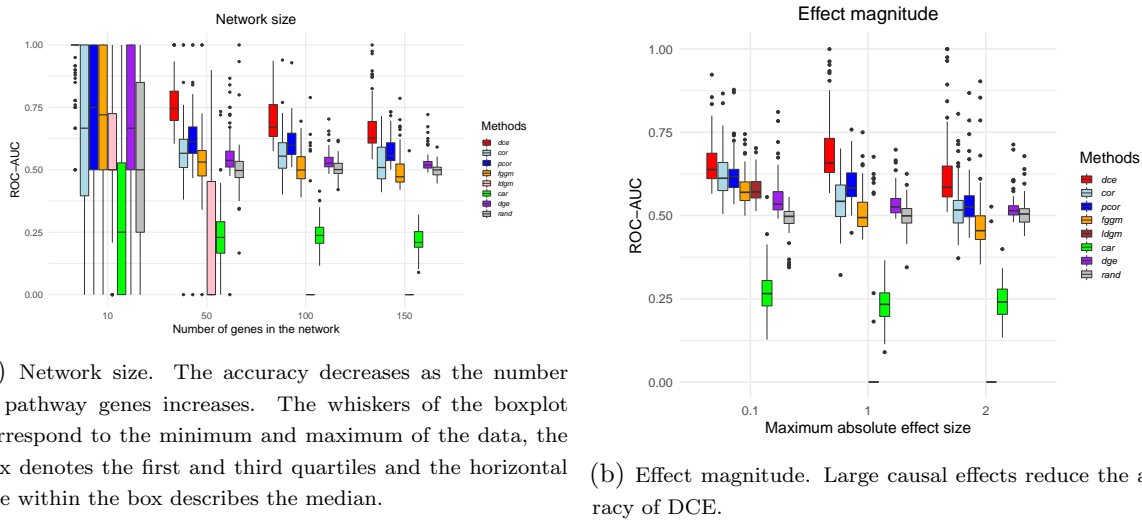 Network size
1.00
0.75
0.50
0.25
0.00
ROC−AUC
10
50
100
150
Number of genes in the network
Methods
dce
cor
pcor
fggm
ldgm
car
dge
rand
) Network size. The accuracy decreases as the number
pathway genes increases. The whiskers of the boxplot
rrespond to the minimum and maximum of the data, the
x denotes the first and third quartiles and the horizontal
e within the box describes the median.
Effect magnitude
1.00
0.75
0.50
0.25
0.00
ROC−AUC
0.1
1
2
Maximum absolute effect size
Methods
dce
cor
pcor
fggm
ldgm
car
dge
rand
(b) Effect magnitude. Large causal effects reduce the a
racy of DCE.